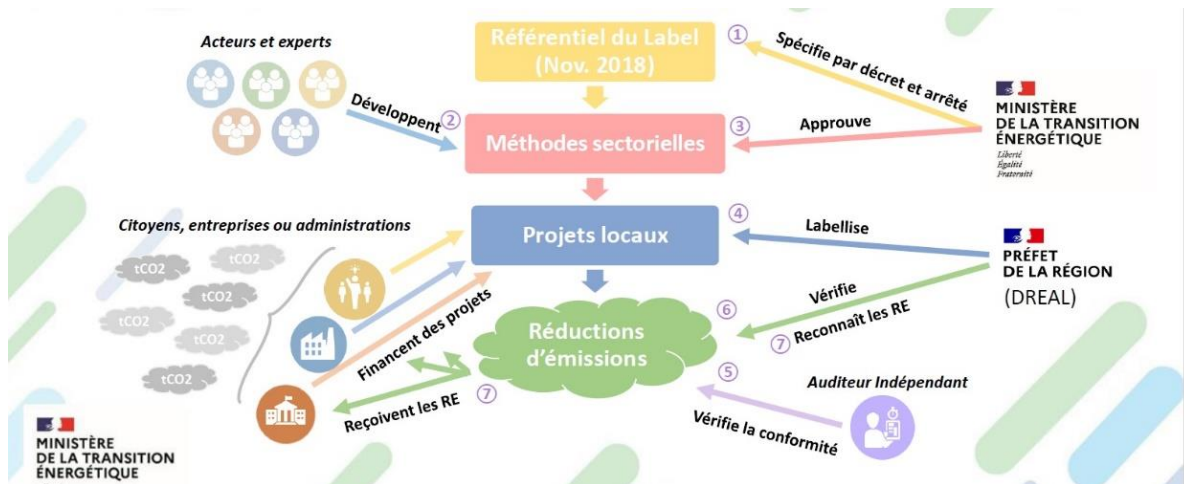 Acteurs et experts
Référentiel du Label
(Nov. 2018)
①
Spécifie par décret et arrêté
MINISTÈRE
DE LA TRANSITION
ÉNERGÉTIQUE
Liberté
Égalité
Fraternité
Développent
②
Méthodes sectorielles
③
Approuve
Citoyens, entreprises ou administrations
tCO2
tCO2
tCO2
tCO2
tCO2
tCO2
Projets locaux
④
Labellise
PRÉFET
DE LA RÉGION
(DREAL)
Financent des projets
Réductions
d'émissions
⑥
Vérifie
⑦ Reconnaît les RE
Reçoivent les RE
⑦
⑤
Auditeur Indépendant
Vérifie la conformité
MINISTÈRE
DE LA TRANSITION
ÉNERGÉTIQUE